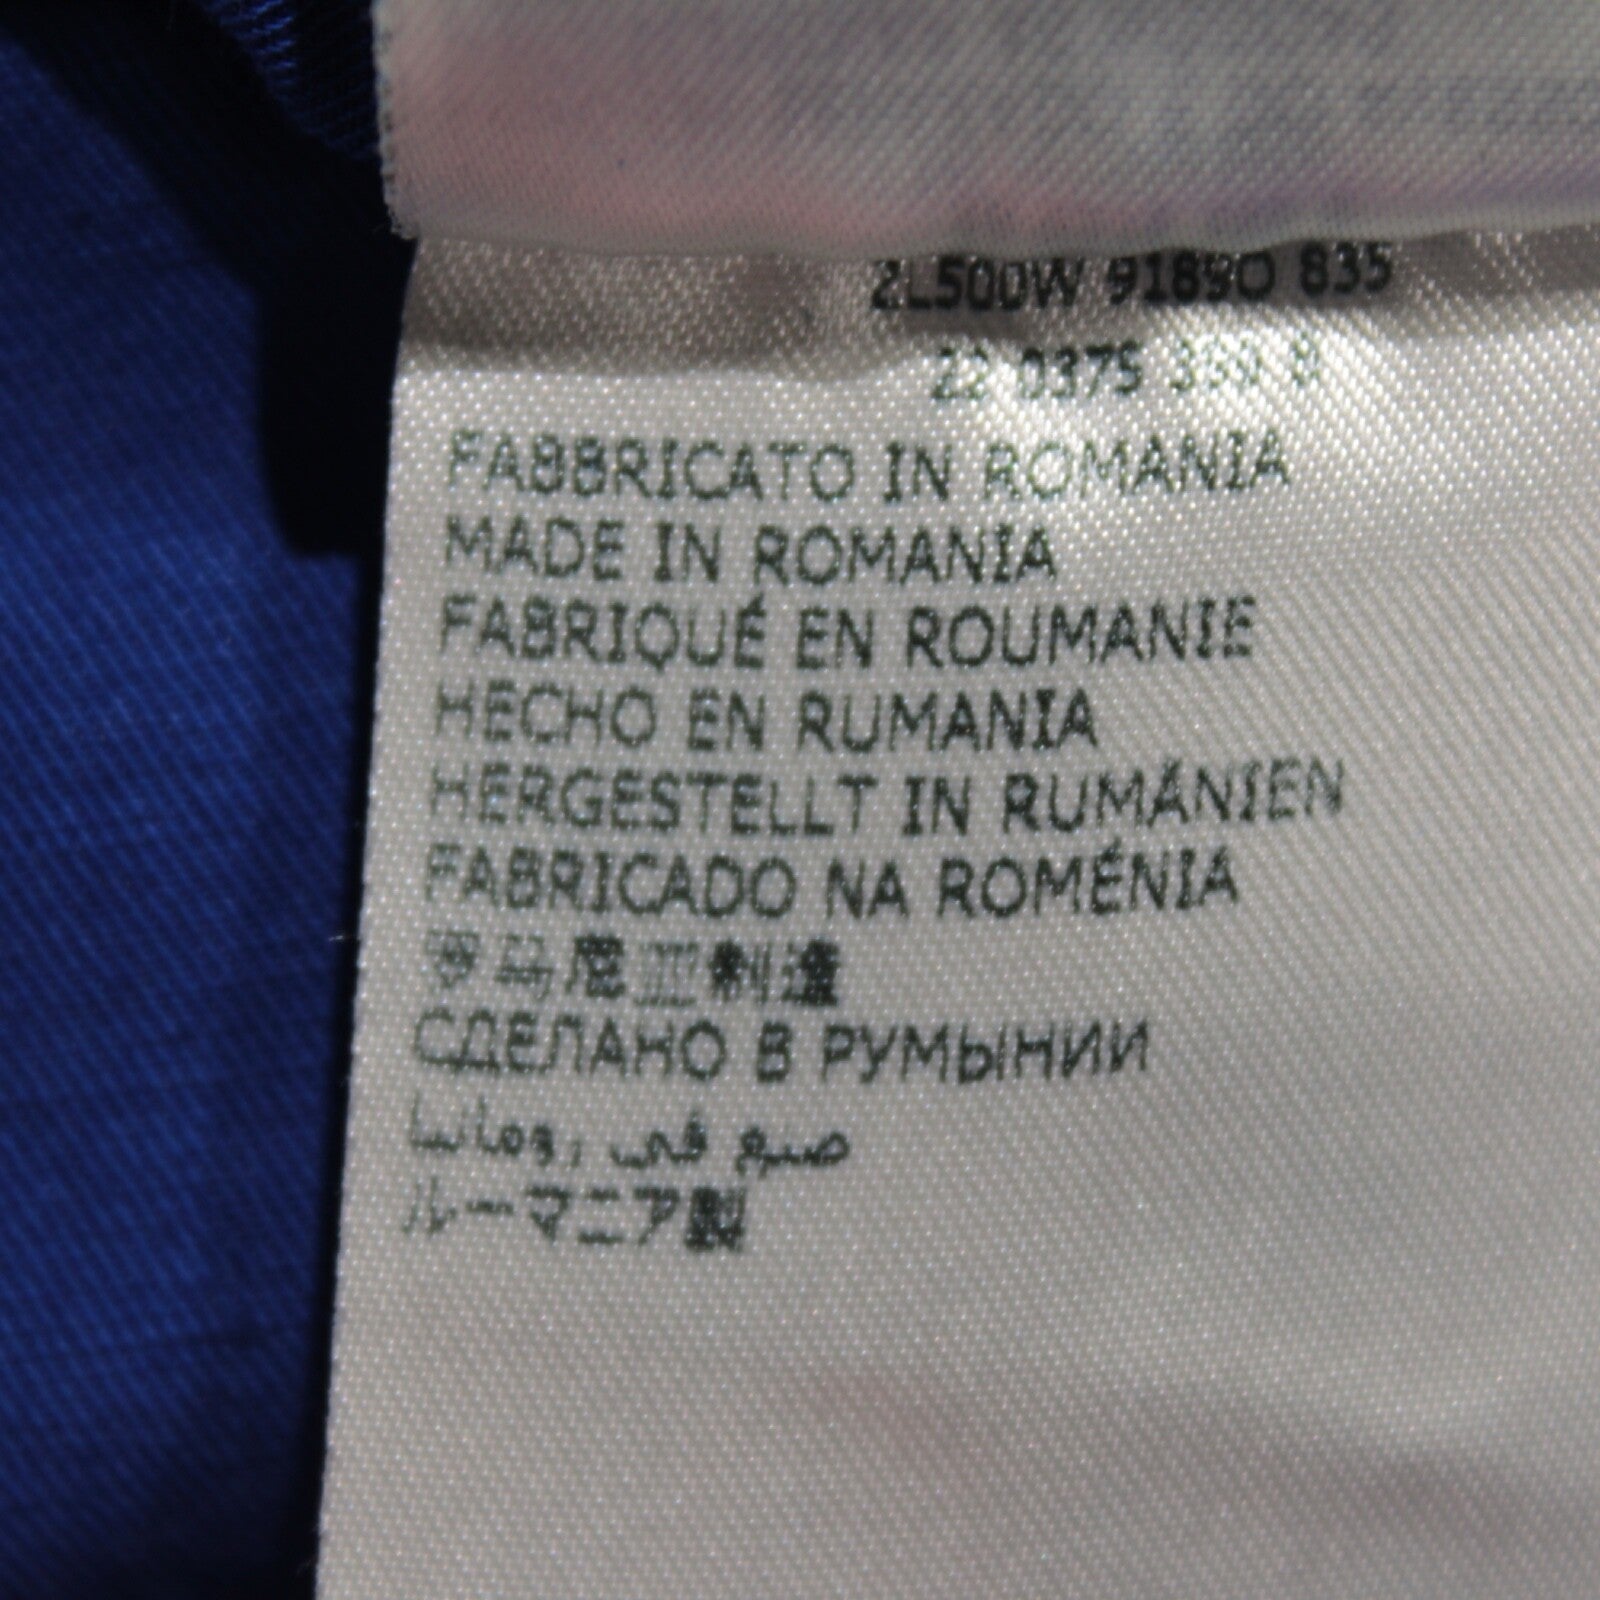 2L500W 9189O 835
22 0375
FABBRICATO IN ROMANIA
MADE IN ROMANIA
FABRIQUÉ EN ROUMANIE
HECHO EN RUMANIA
HERGESTELLT IN RUMÄNIEN
FABRICADO NA ROMÉNIA
罗马尼亚制造
СДЕЛАНО В РУМЫНИИ
صنع في رومانيا
ルーマニア製